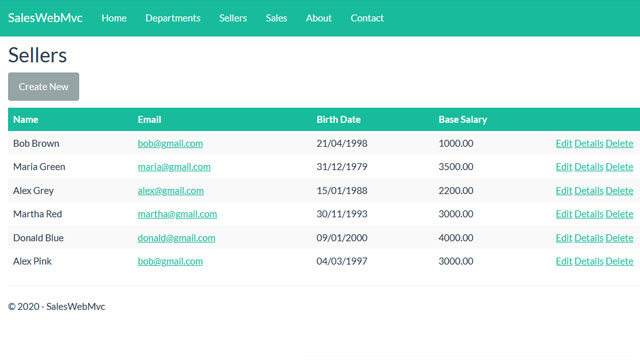 SalesWebMvc Home Departments Sellers Sales About Contact
Sellers
Create New
Name Email Birth Date Base Salary
Bob Brown bob@gmail.com 21/04/1998 1000.00 Edit Details Delete
Maria Green maria@gmail.com 31/12/1979 3500.00 Edit Details Delete
Alex Grey alex@gmail.com 15/01/1988 2200.00 Edit Details Delete
Martha Red martha@gmail.com 30/11/1993 3000.00 Edit Details Delete
Donald Blue donald@gmail.com 09/01/2000 4000.00 Edit Details Delete
Alex Pink bob@gmail.com 04/03/1997 3000.00 Edit Details Delete
© 2020 - SalesWebMvc